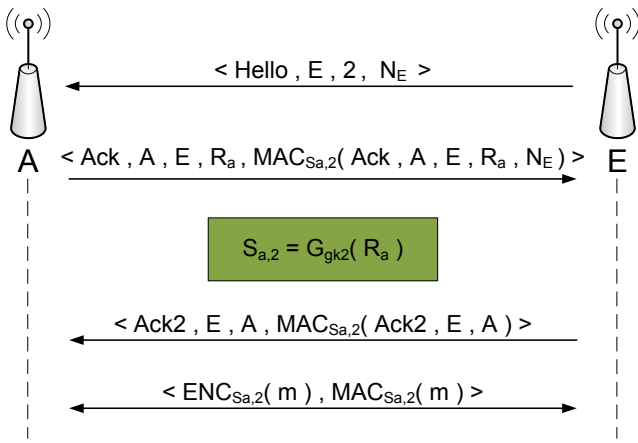 < Hello , E , 2 , N_E >
A
< Ack , A , E , R_a , MAC_Sa,2( Ack , A , E , R_a , N_E ) >
E
S_a,2 = G_gk2( R_a )
< Ack2 , E , A , MAC_Sa,2( Ack2 , E , A ) >
< ENC_Sa,2( m ) , MAC_Sa,2( m ) >